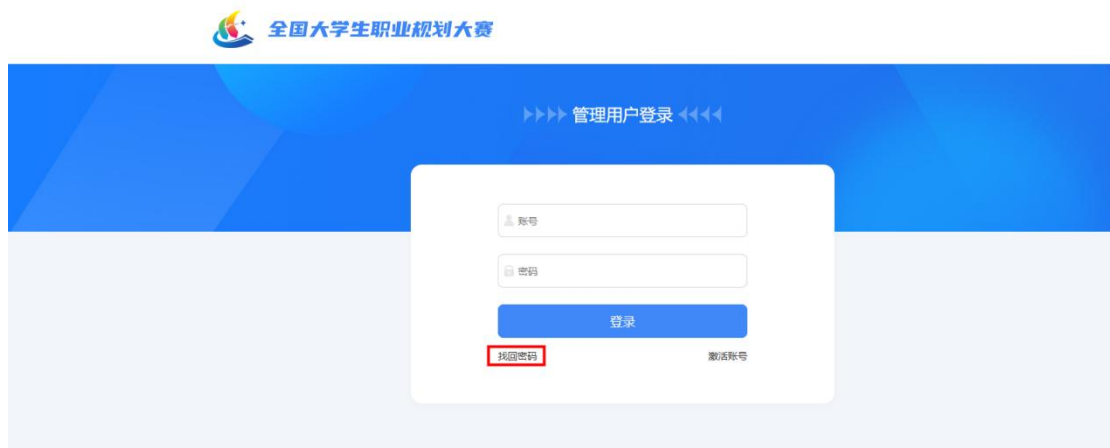 全国大学生职业规划大赛
管理用户登录
账号
密码
登录
找回密码
激活账号